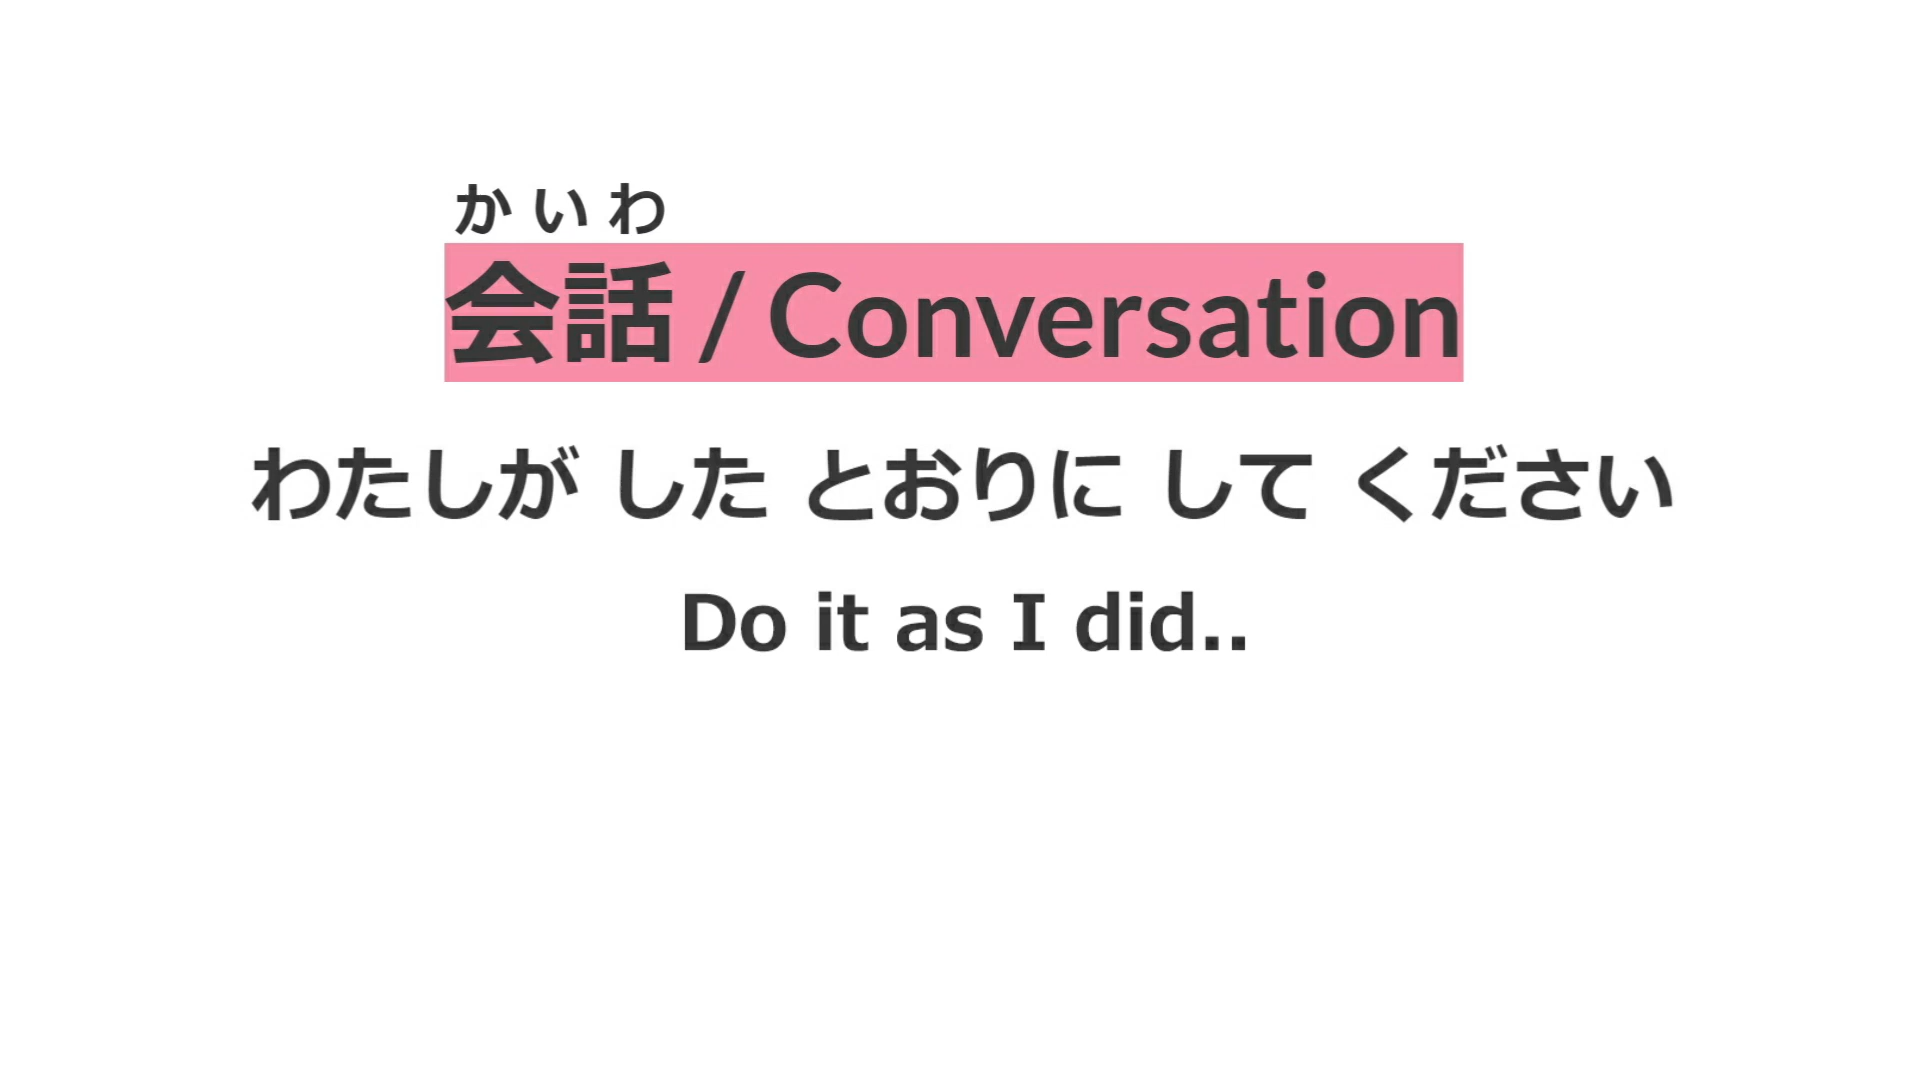 かいわ
会話 / Conversation
わたしが した とおりに して ください
Do it as I did..